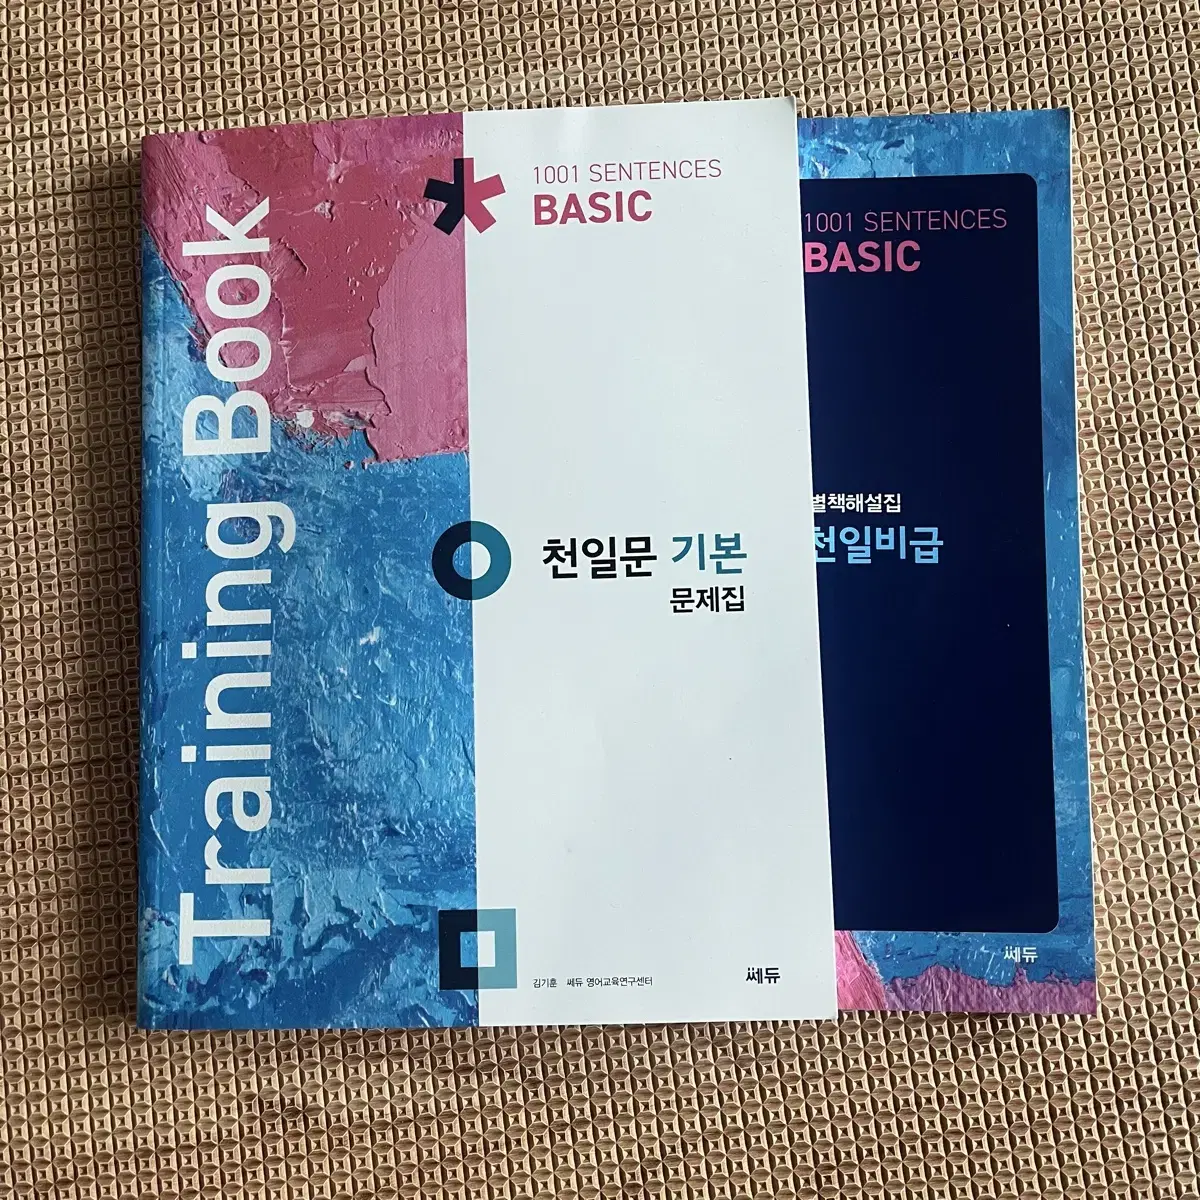 Training Book
1001 SENTENCES
BASIC
천일문 기본
문제집
김기훈 쎄듀 영어교육연구센터
쎄듀
1001 SENTENCES
BASIC
별책해설집
천일비급
쎄듀